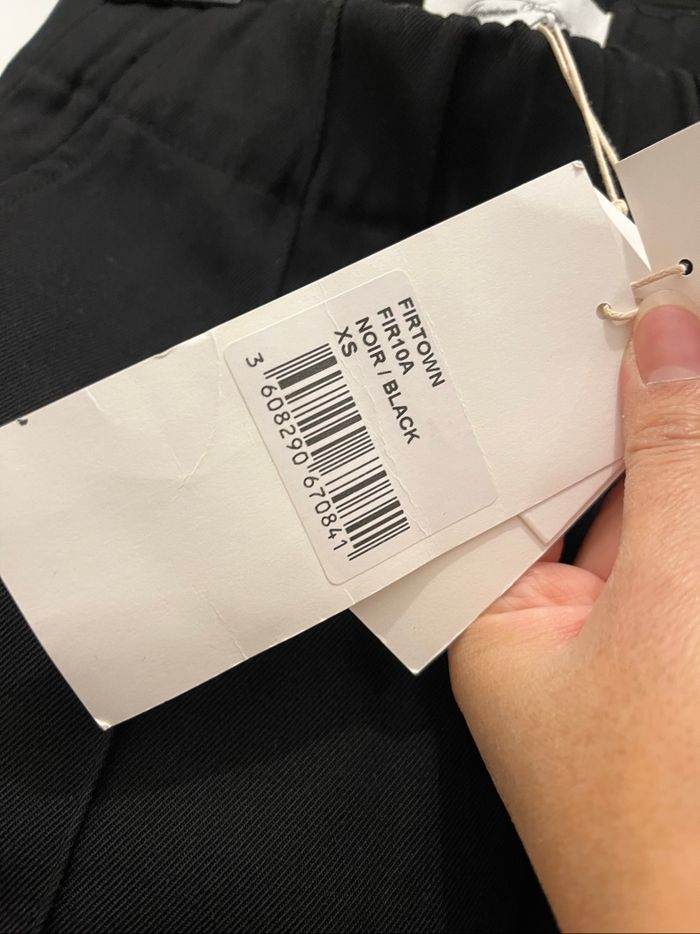 FIRTOWN
FIR10A
NOIR / BLACK
XS
3 608290 670841